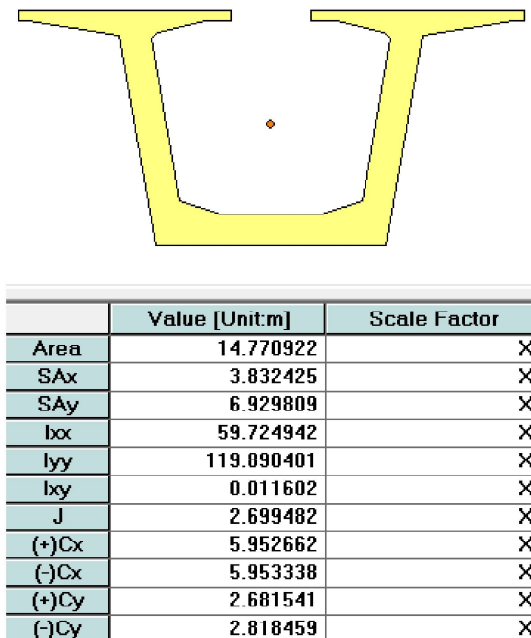 Value [Unit:m] Scale Factor
Area 14.770922 X
SAx 3.832425 X
SAy 6.929809 X
Ixx 59.724942 X
Iyy 119.090401 X
Ixy 0.011602 X
J 2.699482 X
(+)Cx 5.952662 X
(-)Cx 5.953338 X
(+)Cy 2.681541 X
(-)Cy 2.818459 X